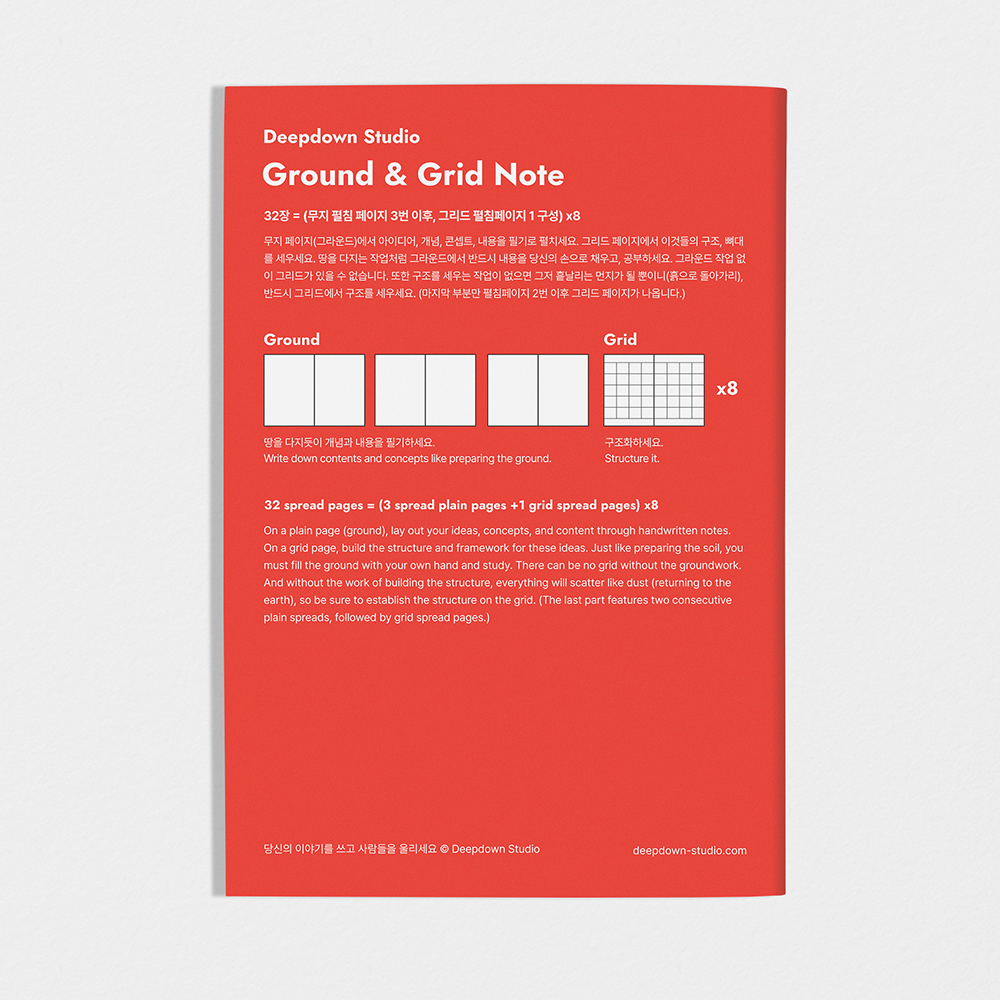 Deepdown Studio
Ground & Grid Note
32장 = (무지 펼침 페이지 3번 이후, 그리드 펼침페이지 1 구성) x8
무지 페이지(그라운드)에서 아이디어, 개념, 콘셉트, 내용을 필기로 펼치세요. 그리드 페이지에서 이것들의 구조, 뼈대
를 세우세요. 땅을 다지는 작업처럼 그라운드에서 반드시 내용을 당신의 손으로 채우고, 공부하세요. 그라운드 작업 없
이 그리드가 있을 수 없습니다. 또한 구조를 세우는 작업이 없으면 그저 흩날리는 먼지가 될 뿐이니(흙으로 돌아가리),
반드시 그리드에서 구조를 세우세요. (마지막 부분만 펼침페이지 2번 이후 그리드 페이지가 나옵니다.)
Ground
Grid
x8
땅을 다지듯이 개념과 내용을 필기하세요.
Write down contents and concepts like preparing the ground.
구조화하세요.
Structure it.
32 spread pages = (3 spread plain pages +1 grid spread pages) x8
On a plain page (ground), lay out your ideas, concepts, and content through handwritten notes.
On a grid page, build the structure and framework for these ideas. Just like preparing the soil, you
must fill the ground with your own hand and study. There can be no grid without the groundwork.
And without the work of building the structure, everything will scatter like dust (returning to the
earth), so be sure to establish the structure on the grid. (The last part features two consecutive
plain spreads, followed by grid spread pages.)
당신의 이야기를 쓰고 사람들을 울리세요 © Deepdown Studio
deepdown-studio.com